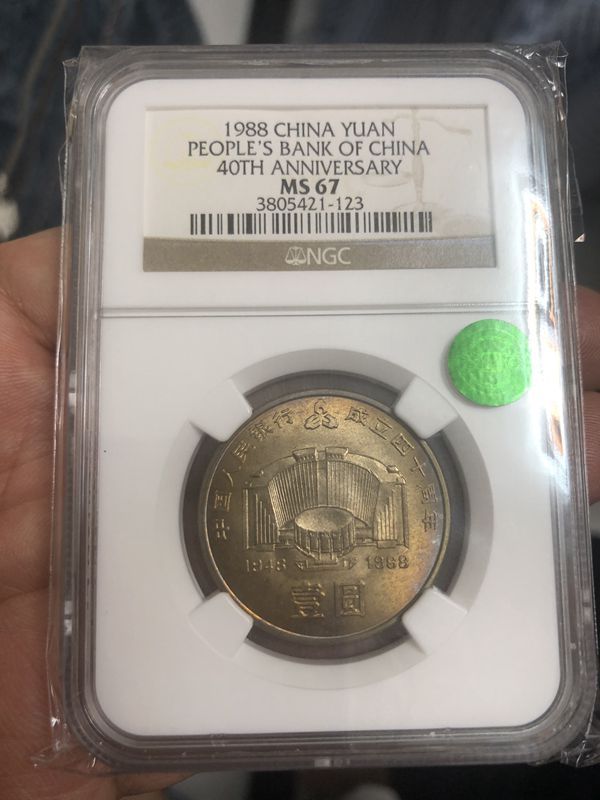 1988 CHINA YUAN
PEOPLE'S BANK OF CHINA
40TH ANNIVERSARY
MS 67
3805421-123
NGC
中国人民银行 成立四十周年
1948 1988
壹圆